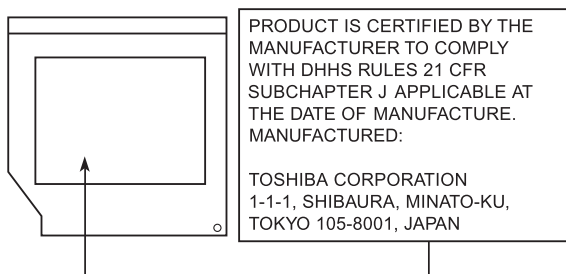 PRODUCT IS CERTIFIED BY THE
MANUFACTURER TO COMPLY
WITH DHHS RULES 21 CFR
SUBCHAPTER J APPLICABLE AT
THE DATE OF MANUFACTURE.
MANUFACTURED:
TOSHIBA CORPORATION
1-1-1, SHIBAURA, MINATO-KU,
TOKYO 105-8001, JAPAN